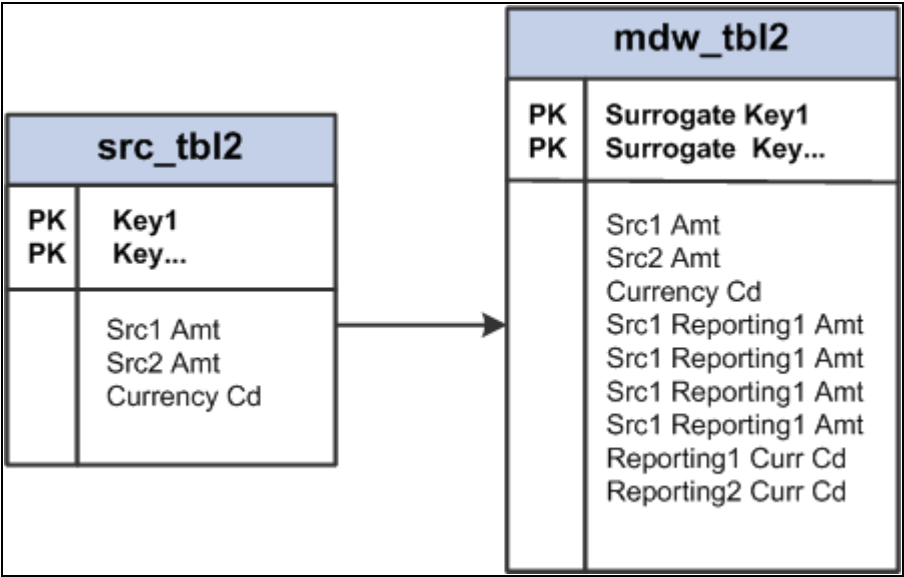 src_tbl2
PK Key1
PK Key...
Src1 Amt
Src2 Amt
Currency Cd
mdw_tbl2
PK Surrogate Key1
PK Surrogate Key...
Src1 Amt
Src2 Amt
Currency Cd
Src1 Reporting1 Amt
Src1 Reporting1 Amt
Src1 Reporting1 Amt
Src1 Reporting1 Amt
Reporting1 Curr Cd
Reporting2 Curr Cd